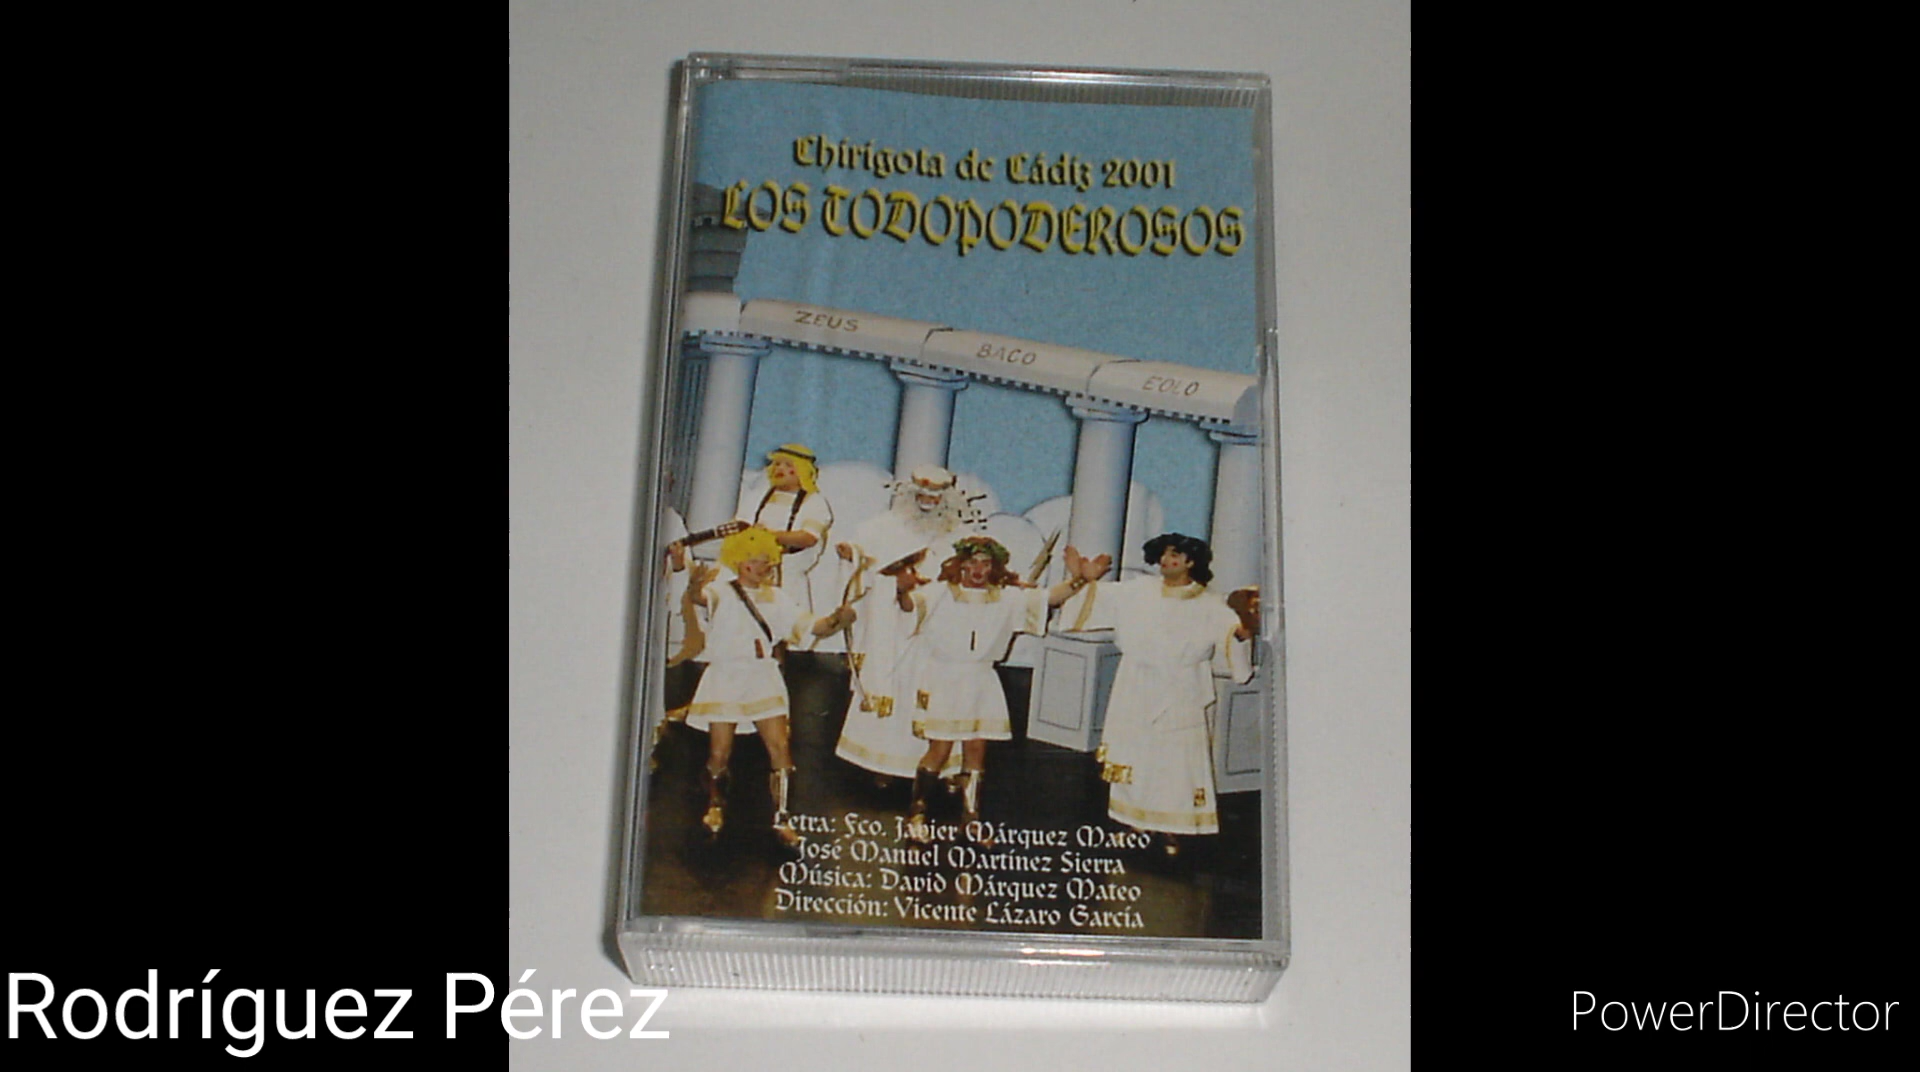 Chirigota de Cádiz 2001
LOS TODOPODEROSOS
ZEUS
BACO
EOLO
Letra: Fco. Javier Márquez Mateo
José Manuel Martínez Sierra
Música: David Márquez Mateo
Dirección: Vicente Lázaro García
Rodríguez Pérez
PowerDirector